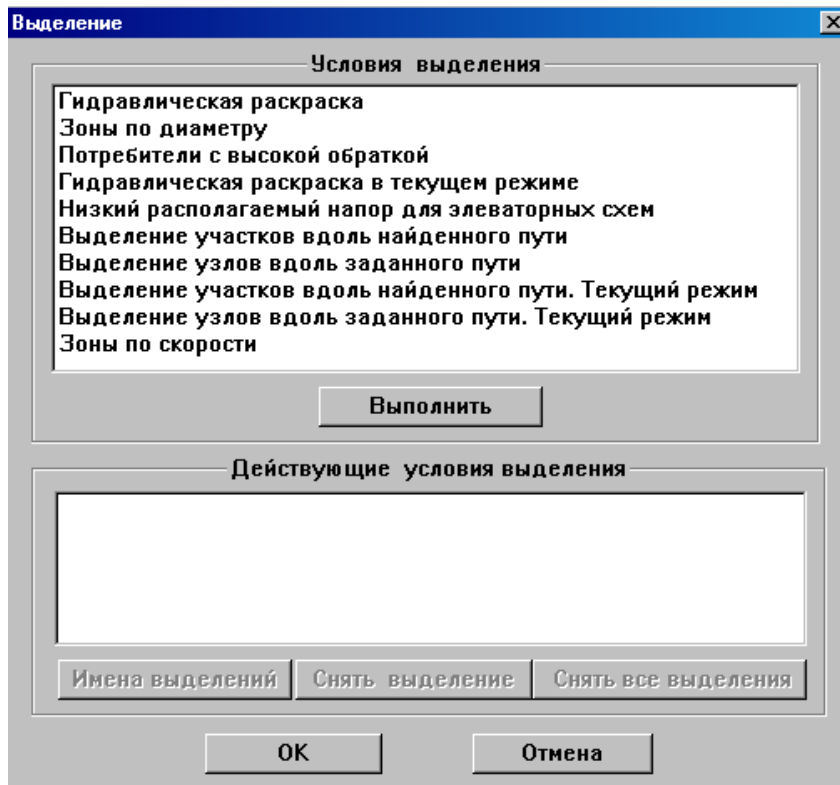 Выделение
Условия выделения
Гидравлическая раскраска
Зоны по диаметру
Потребители с высокой обраткой
Гидравлическая раскраска в текущем режиме
Низкий располагаемый напор для элеваторных схем
Выделение участков вдоль найденного пути
Выделение узлов вдоль заданного пути
Выделение участков вдоль найденного пути. Текущий режим
Выделение узлов вдоль заданного пути. Текущий режим
Зоны по скорости
Выполнить
Действующие условия выделения
Имена выделений Снять выделение Снять все выделения
OK Отмена